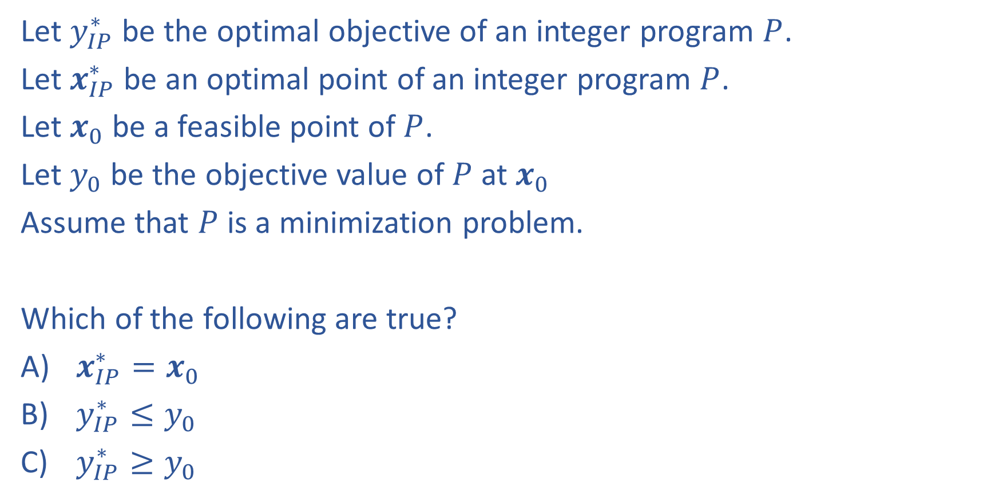 Let $y_{IP}^*$ be the optimal objective of an integer program $P$.
Let $\boldsymbol{x}_{IP}^*$ be an optimal point of an integer program $P$.
Let $\boldsymbol{x}_0$ be a feasible point of $P$.
Let $y_0$ be the objective value of $P$ at $\boldsymbol{x}_0$
Assume that $P$ is a minimization problem.
Which of the following are true?
A) $\boldsymbol{x}_{IP}^* = \boldsymbol{x}_0$
B) $y_{IP}^* \leq y_0$
C) $y_{IP}^* \geq y_0$